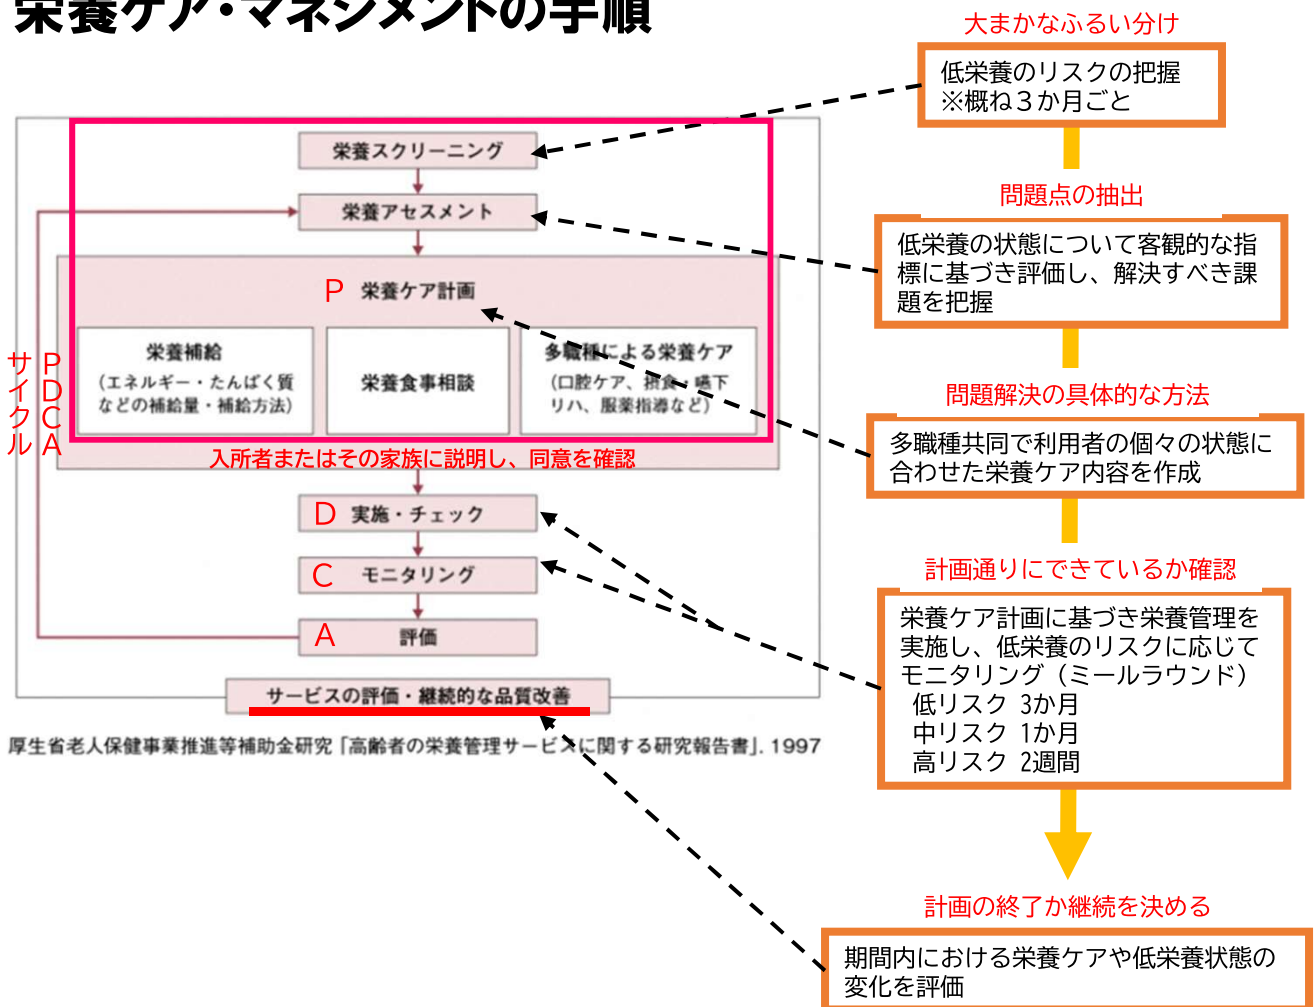 栄養ケア・マネジメントの手順
栄養スクリーニング
栄養アセスメント
P 栄養ケア計画
栄養補給
(エネルギー・たんぱく質
などの補給量・補給方法)
栄養食事相談
多職種による栄養ケア
(口腔ケア、摂食・嚥下
リハ、服薬指導など)
入所者またはその家族に説明し、同意を確認
D 実施・チェック
C モニタリング
A 評価
サービスの評価・継続的な品質改善
PDCA
サイクル
厚生省老人保健事業推進等補助金研究「高齢者の栄養管理サービスに関する研究報告書」. 1997
大まかなふるい分け
低栄養のリスクの把握
※概ね3か月ごと
問題点の抽出
低栄養の状態について客観的な指
標に基づき評価し、解決すべき課
題を把握
問題解決の具体的な方法
多職種共同で利用者の個々の状態に
合わせた栄養ケア内容を作成
計画通りにできているか確認
栄養ケア計画に基づき栄養管理を
実施し、低栄養のリスクに応じて
モニタリング(ミールラウンド)
低リスク 3か月
中リスク 1か月
高リスク 2週間
計画の終了か継続を決める
期間内における栄養ケアや低栄養状態の
変化を評価